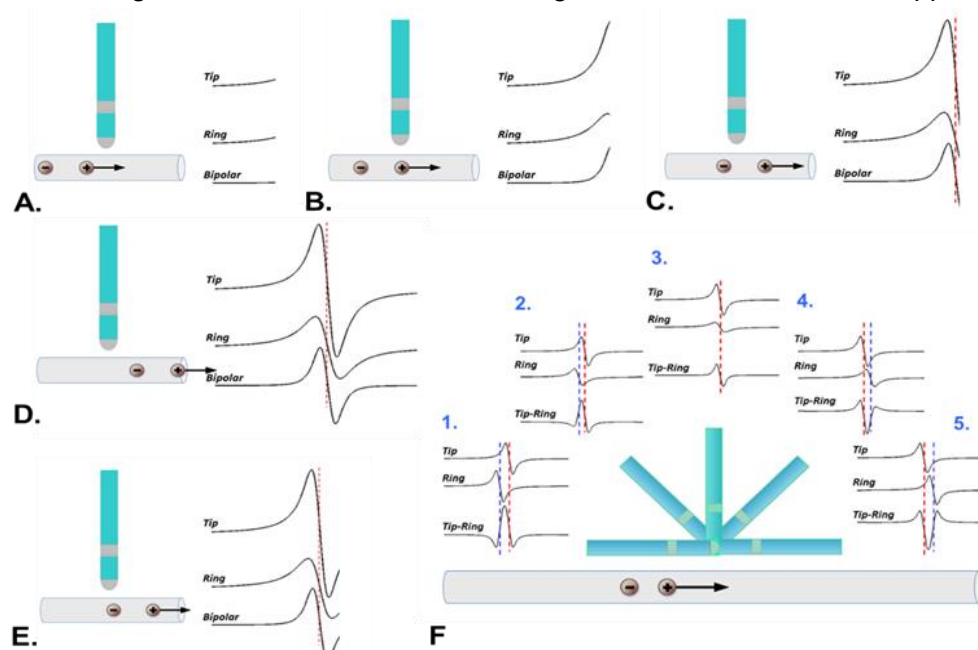 Tip
Ring
Bipolar
A.
Tip
Ring
Bipolar
B.
Tip
Ring
Bipolar
C.
Tip
Ring
Bipolar
D.
Tip
Ring
Bipolar
E.
1.
Tip
Ring
Tip-Ring
2.
Tip
Ring
Tip-Ring
3.
Tip
Ring
Tip-Ring
4.
Tip
Ring
Tip-Ring
5.
Tip
Ring
Tip-Ring
F